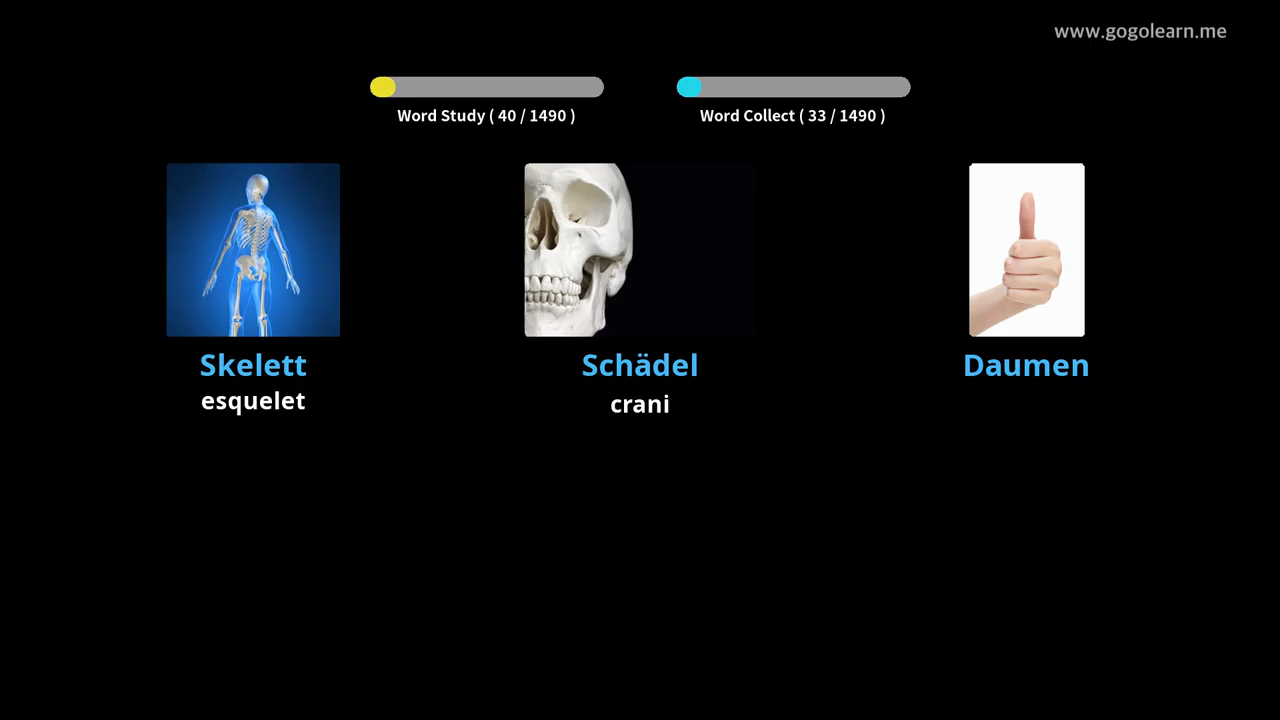 www.gogolearn.me
Word Study ( 40 / 1490 )
Word Collect ( 33 / 1490 )
Skelett
Schädel
Daumen
esquelet
crani